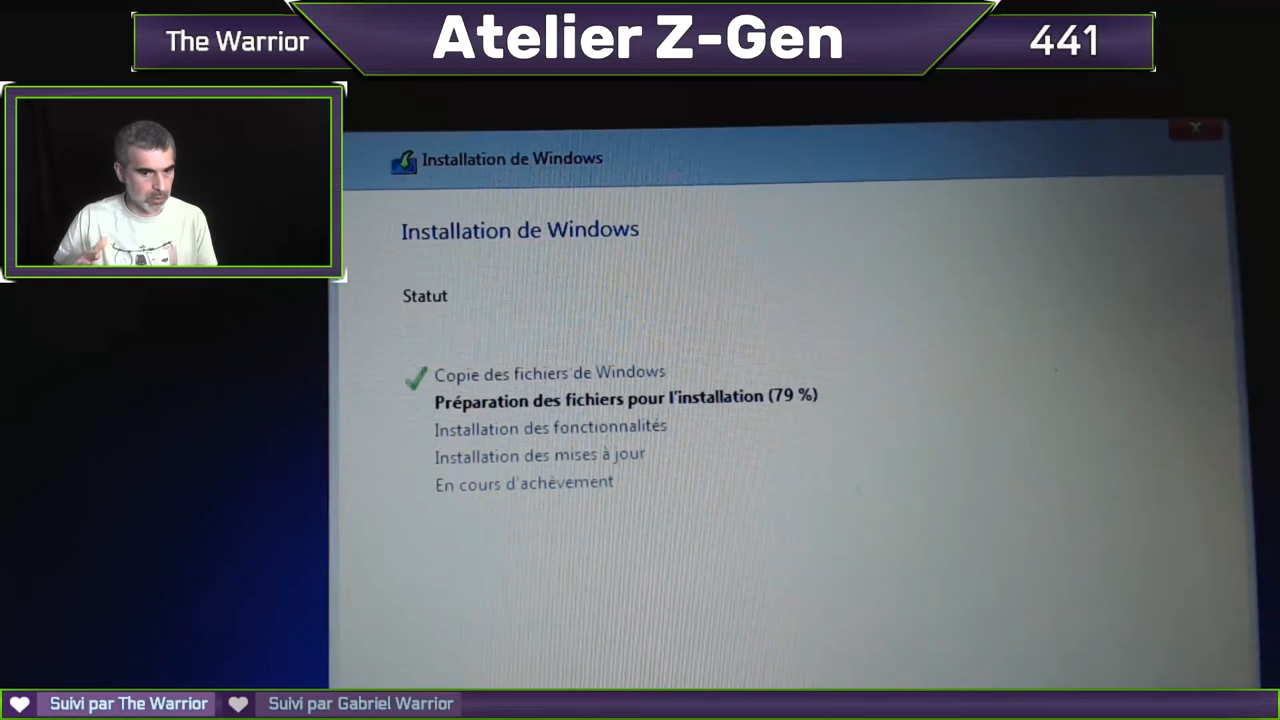 The Warrior
Atelier Z-Gen
441
Installation de Windows
Installation de Windows
Statut
Copie des fichiers de Windows
Préparation des fichiers pour l'installation (79 %)
Installation des fonctionnalités
Installation des mises à jour
En cours d'achèvement
Suivi par The Warrior
Suivi par Gabriel Warrior